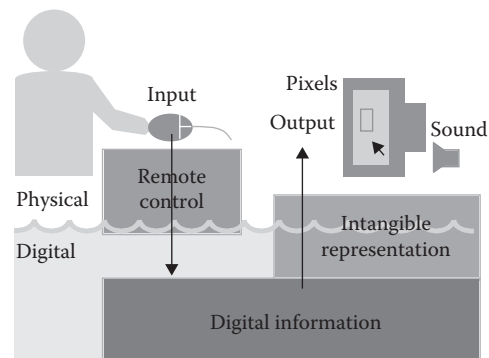 Input
Pixels
Output
Sound
Remote
control
Physical
Digital
Intangible
representation
Digital information